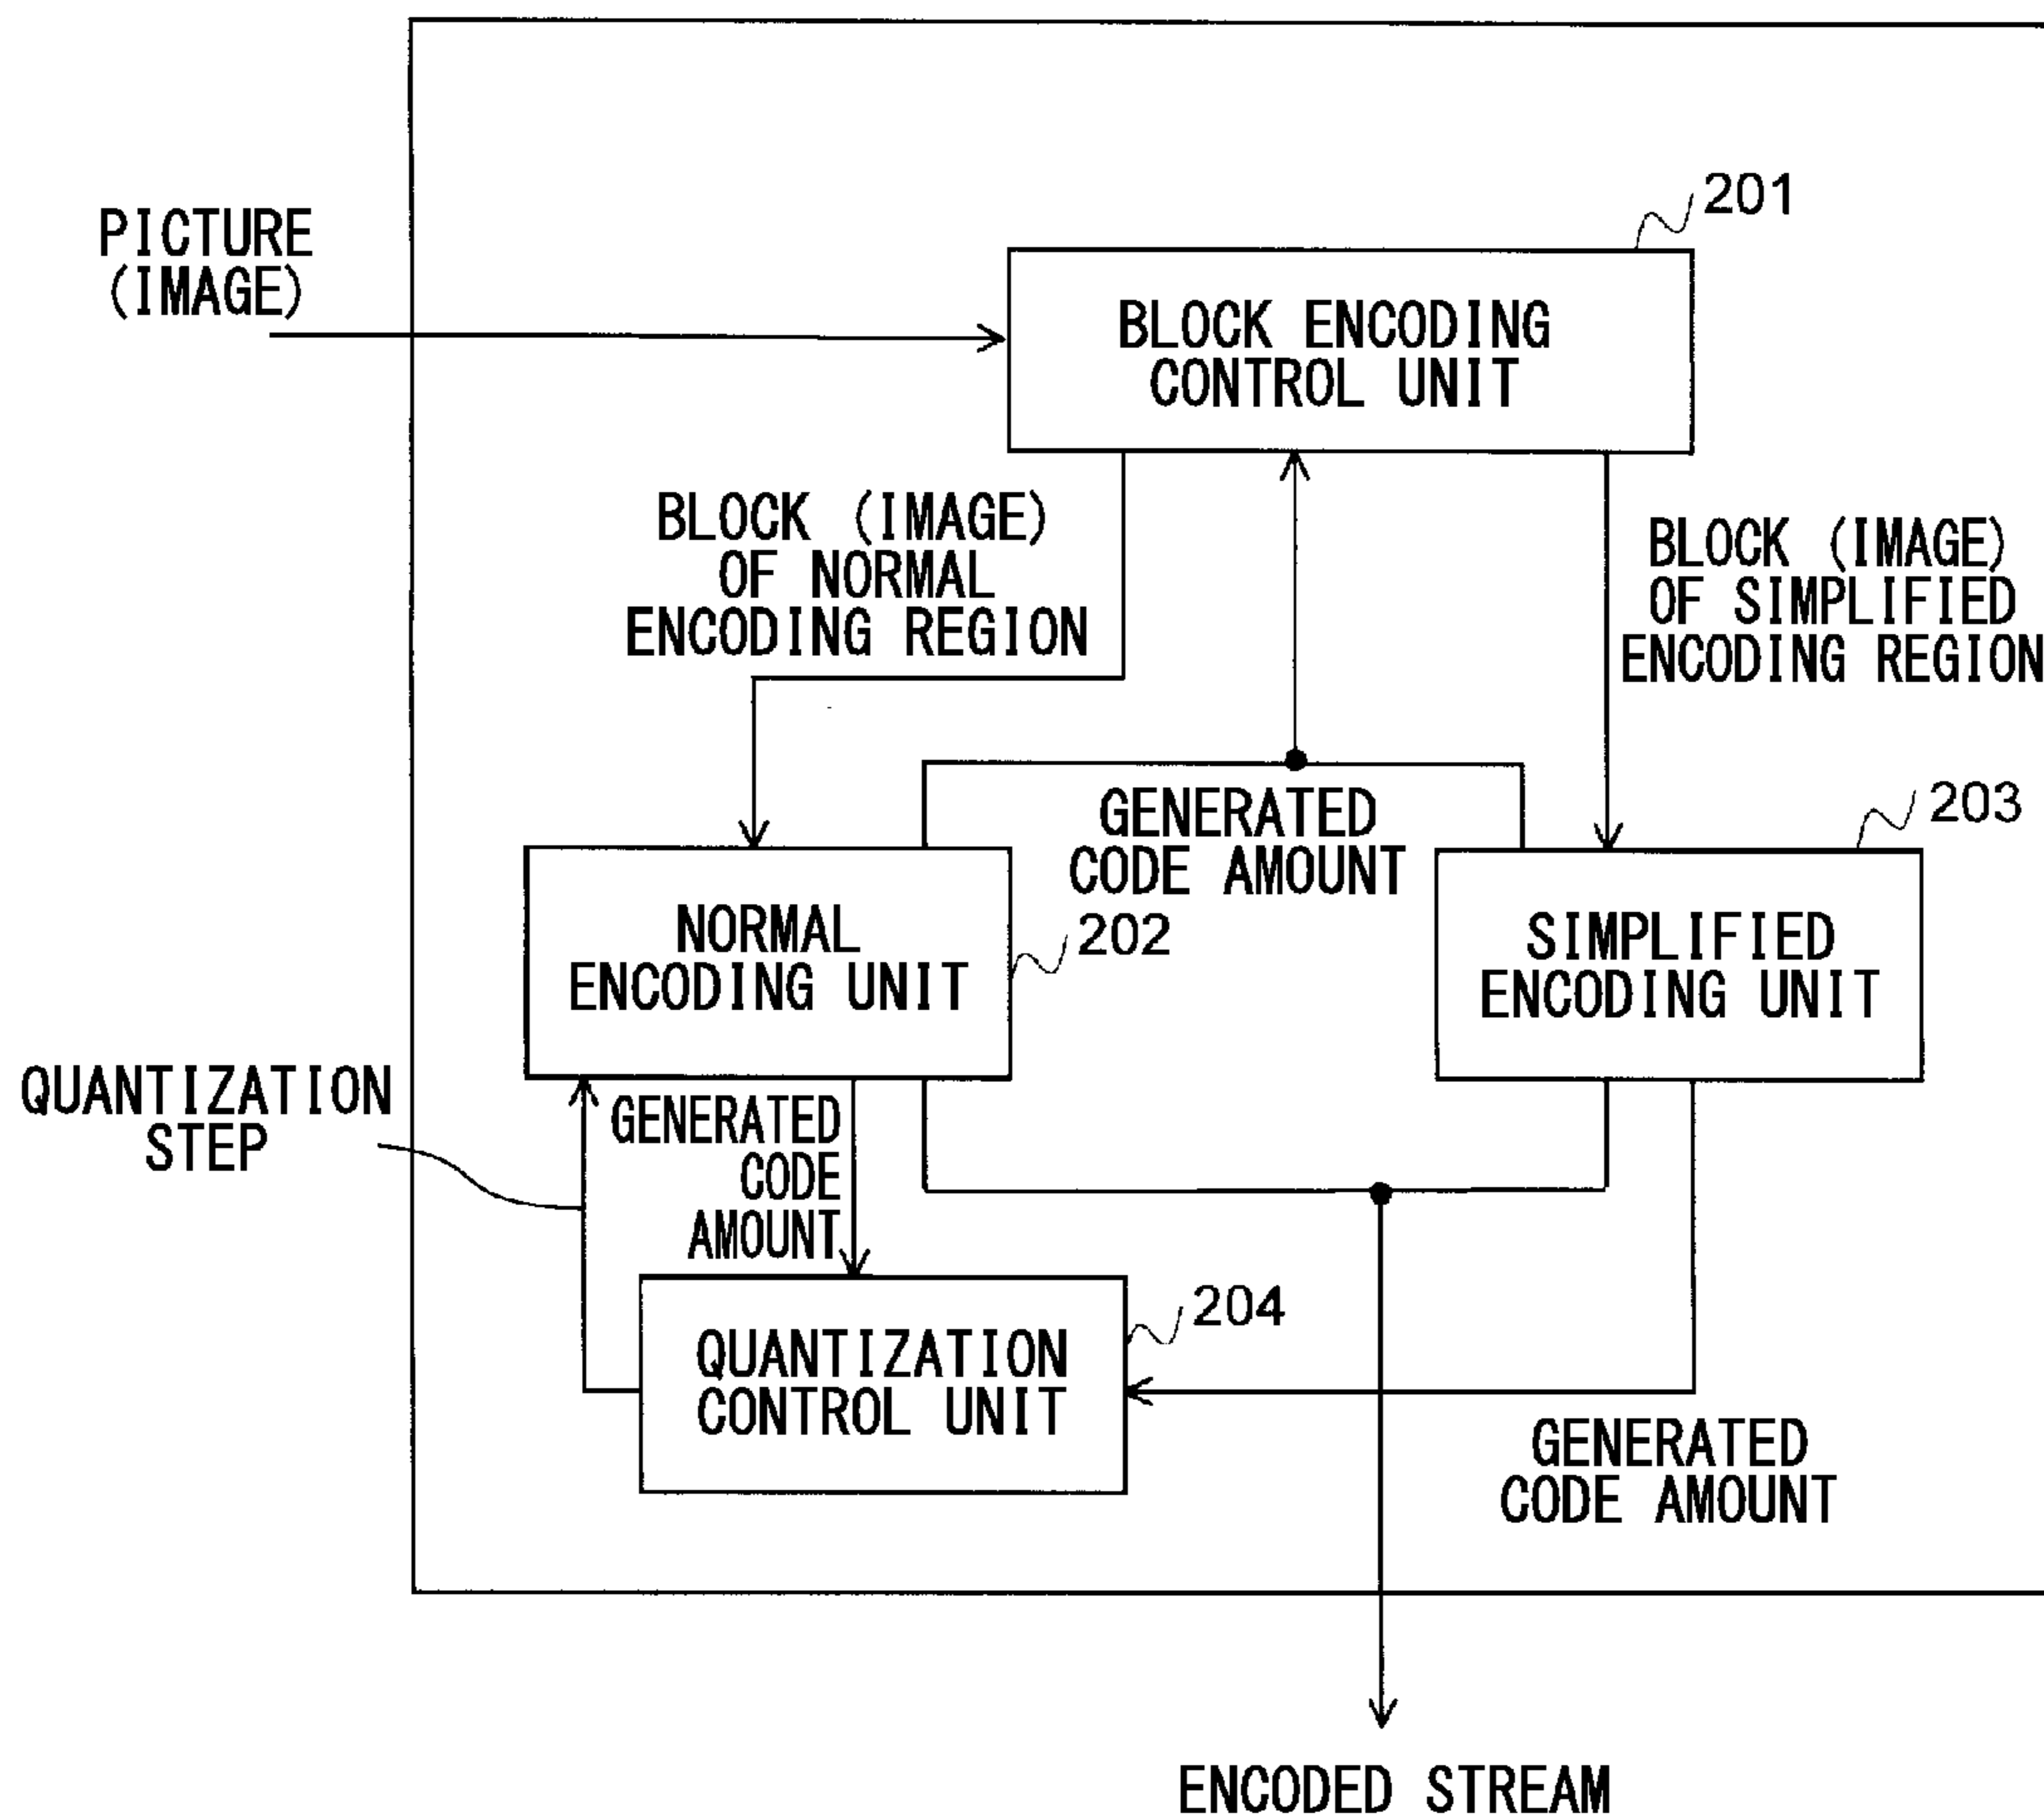 201
PICTURE
(IMAGE)
BLOCK ENCODING
CONTROL UNIT
BLOCK (IMAGE)
OF NORMAL
ENCODING REGION
BLOCK (IMAGE)
OF SIMPLIFIED
ENCODING REGION
GENERATED
CODE AMOUNT
203
NORMAL
ENCODING UNIT
202
SIMPLIFIED
ENCODING UNIT
QUANTIZATION
STEP
GENERATED
CODE
AMOUNT
204
QUANTIZATION
CONTROL UNIT
GENERATED
CODE AMOUNT
ENCODED STREAM